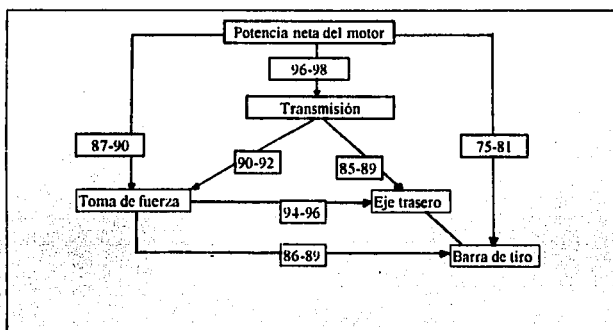 Potencia neta del motor
96-98
Transmisión
87-90
90-92
85-89
75-81
Toma de fuerza
94-96
Eje trasero
86-89
Barra de tiro